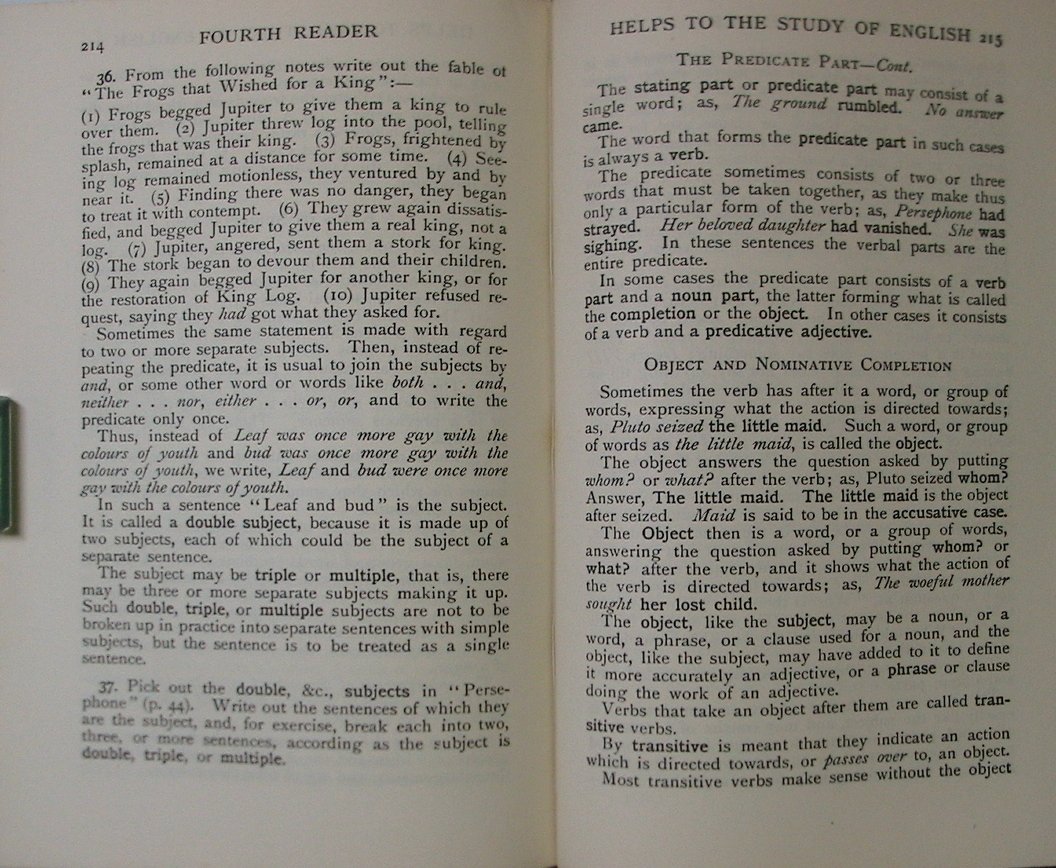 214 FOURTH READER
36. From the following notes write out the fable of
"The Frogs that Wished for a King":—
(1) Frogs begged Jupiter to give them a king to rule
over them. (2) Jupiter threw log into the pool, telling
the frogs that was their king. (3) Frogs, frightened by
splash, remained at a distance for some time. (4) See-
ing log remained motionless, they ventured by and by
near it. (5) Finding there was no danger, they began
to treat it with contempt. (6) They grew again dissatis-
fied, and begged Jupiter to give them a real king, not a
log. (7) Jupiter, angered, sent them a stork for king.
(8) The stork began to devour them and their children.
(9) They again begged Jupiter for another king, or for
the restoration of King Log. (10) Jupiter refused re-
quest, saying they had got what they asked for.
Sometimes the same statement is made with regard
to two or more separate subjects. Then, instead of re-
peating the predicate, it is usual to join the subjects by
and, or some other word or words like both . . . and,
neither . . . nor, either . . . or, or, and to write the
predicate only once.
Thus, instead of Leaf was once more gay with the
colours of youth and bud was once more gay with the
colours of youth, we write, Leaf and bud were once more
gay with the colours of youth.
In such a sentence "Leaf and bud" is the subject.
It is called a double subject, because it is made up of
two subjects, each of which could be the subject of a
separate sentence.
The subject may be triple or multiple, that is, there
may be three or more separate subjects making it up.
Such double, triple, or multiple subjects are not to be
broken up in practice into separate sentences with simple
subjects, but the sentence is to be treated as a single
sentence.
37. Pick out the double, &c., subjects in "Perse-
phone" (p. 44). Write out the sentences of which they
are the subject, and, for exercise, break each into two,
three, or more sentences, according as the subject is
double, triple, or multiple.
HELPS TO THE STUDY OF ENGLISH 215
THE PREDICATE PART—Cont.
The stating part or predicate part may consist of a
single word; as, The ground rumbled. No answer
came.
The word that forms the predicate part in such cases
is always a verb.
The predicate sometimes consists of two or three
words that must be taken together, as they make thus
only a particular form of the verb; as, Persephone had
strayed. Her beloved daughter had vanished. She was
sighing. In these sentences the verbal parts are the
entire predicate.
In some cases the predicate part consists of a verb
part and a noun part, the latter forming what is called
the completion or the object. In other cases it consists
of a verb and a predicative adjective.
OBJECT AND NOMINATIVE COMPLETION
Sometimes the verb has after it a word, or group of
words, expressing what the action is directed towards;
as, Pluto seized the little maid. Such a word, or group
of words as the little maid, is called the object.
The object answers the question asked by putting
whom? or what? after the verb; as, Pluto seized whom?
Answer, The little maid. The little maid is the object
after seized. Maid is said to be in the accusative case.
The Object then is a word, or a group of words,
answering the question asked by putting whom? or
what? after the verb, and it shows what the action of
the verb is directed towards; as, The woeful mother
sought her lost child.
The object, like the subject, may be a noun, or a
word, a phrase, or a clause used for a noun, and the
object, like the subject, may have added to it to define
it more accurately an adjective, or a phrase or clause
doing the work of an adjective.
Verbs that take an object after them are called tran-
sitive verbs.
By transitive is meant that they indicate an action
which is directed towards, or passes over to, an object.
Most transitive verbs make sense without the object